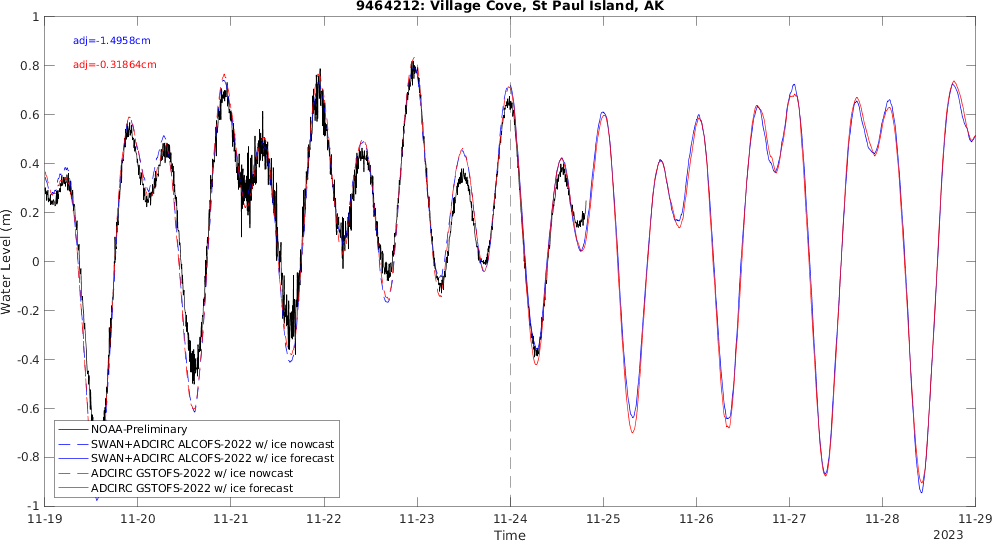 9464212: Village Cove, St Paul Island, AK
adj=-1.4958cm
adj=-0.31864cm
Water Level (m)
1
0.8
0.6
0.4
0.2
0
-0.2
-0.4
-0.6
-0.8
-1
NOAA-Preliminary
SWAN+ADCIRC ALCOFS-2022 w/ ice nowcast
SWAN+ADCIRC ALCOFS-2022 w/ ice forecast
ADCIRC GSTOFS-2022 w/ ice nowcast
ADCIRC GSTOFS-2022 w/ ice forecast
11-19 11-20 11-21 11-22 11-23 11-24 11-25 11-26 11-27 11-28 11-29
Time
2023